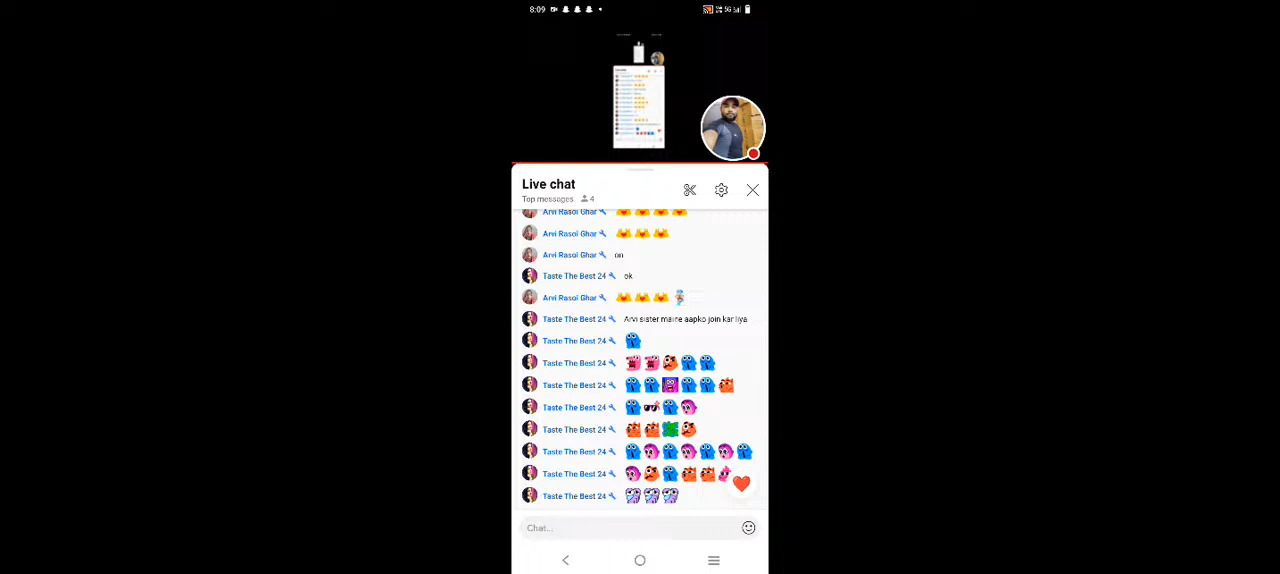 8:09
5G
Live chat
Top messages 4
Arvi Rasoi Ghar
Arvi Rasoi Ghar
Arvi Rasoi Ghar on
Taste The Best 24 ok
Arvi Rasoi Ghar
Taste The Best 24 Arvi sister maine aapko join kar liya
Taste The Best 24
Taste The Best 24
Taste The Best 24
Taste The Best 24
Taste The Best 24
Taste The Best 24
Taste The Best 24
Taste The Best 24
Chat...